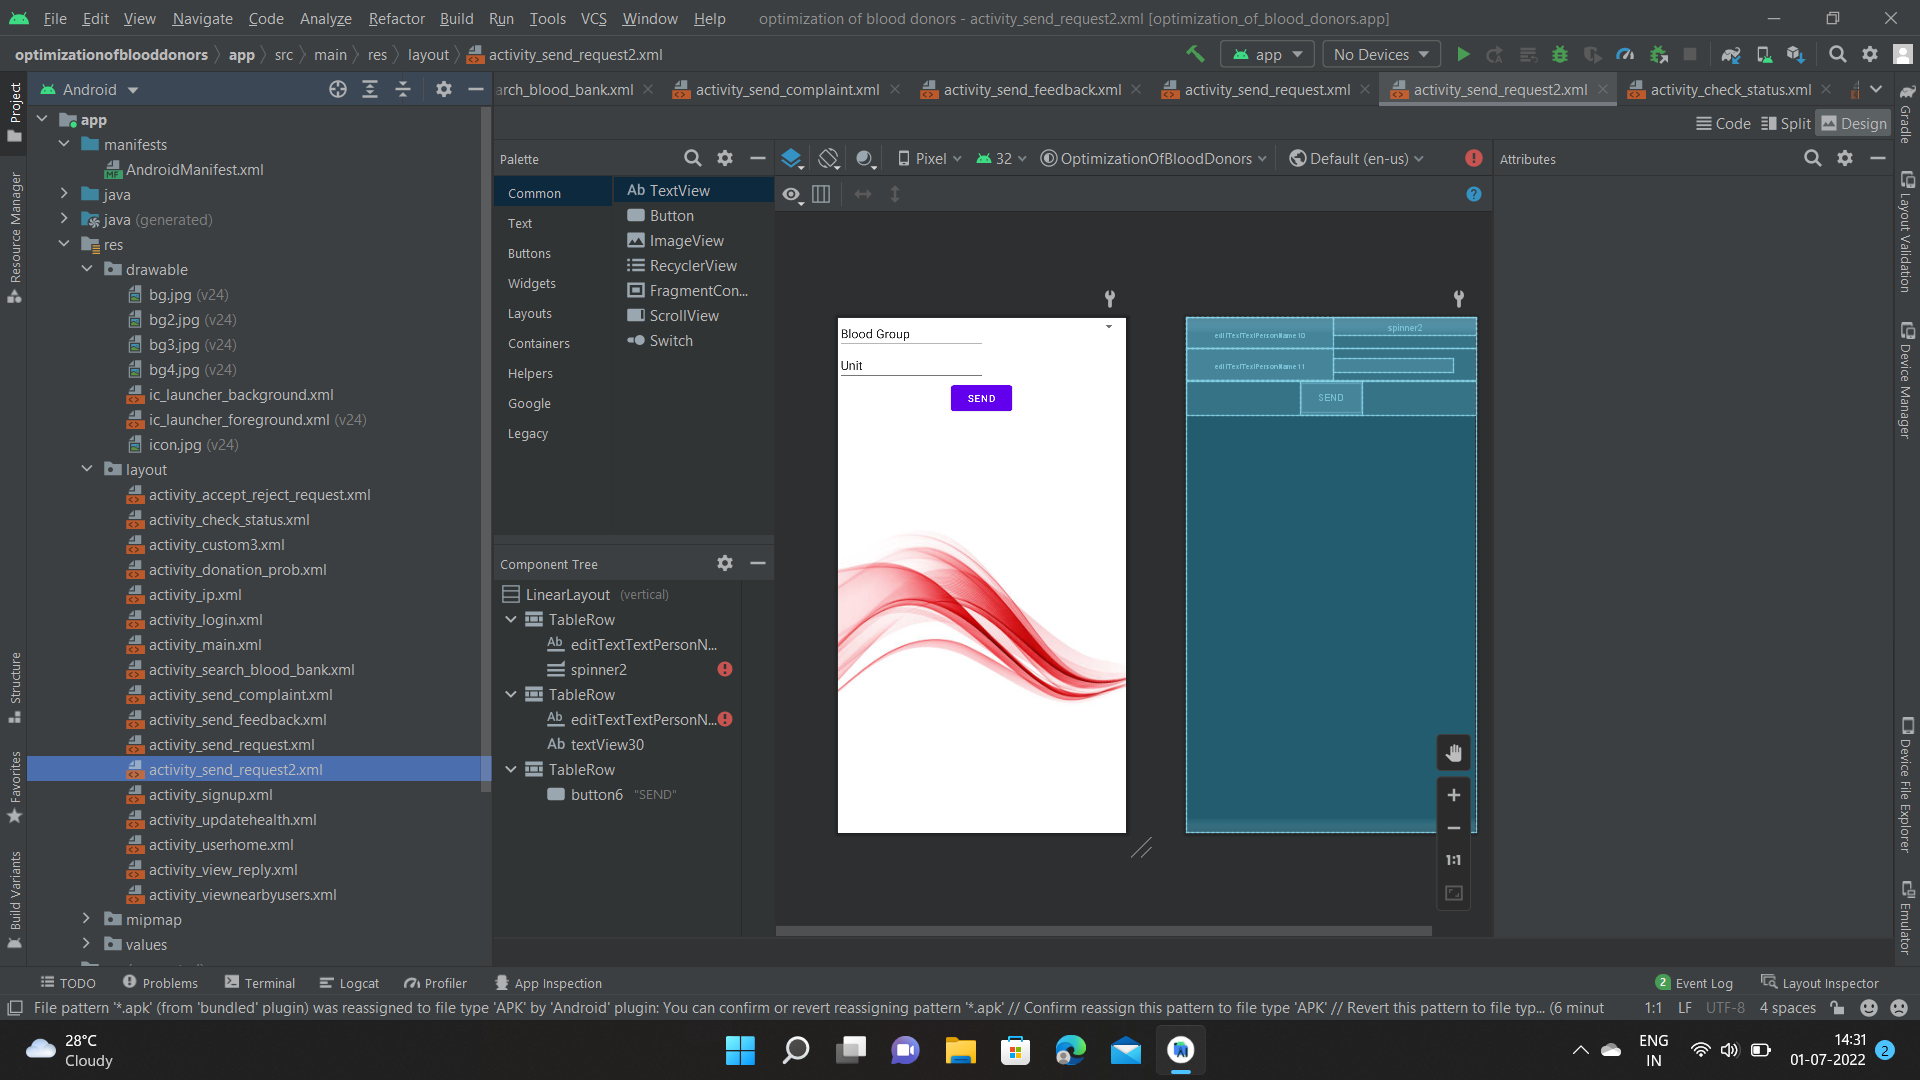 File Edit View Navigate Code Analyze Refactor Build Run Tools VCS Window Help optimization of blood donors - activity_send_request2.xml [optimization_of_blood_donors.app]
optimizationofblooddonors app src main res layout activity_send_request2.xml app No Devices
Android arch_blood_bank.xml activity_send_complaint.xml activity_send_feedback.xml activity_send_request.xml activity_send_request2.xml activity_check_status.xml
Code Split Design
Palette Pixel 32 OptimizationOfBloodDonors Default (en-us) Attributes
Common
Text
Buttons
Widgets
Layouts
Containers
Helpers
Google
Legacy
Ab TextView
Button
ImageView
RecyclerView
FragmentCon...
ScrollView
Switch
app
manifests
AndroidManifest.xml
java
java (generated)
res
drawable
bg.jpg (v24)
bg2.jpg (v24)
bg3.jpg (v24)
bg4.jpg (v24)
ic_launcher_background.xml
ic_launcher_foreground.xml (v24)
icon.jpg (v24)
layout
activity_accept_reject_request.xml
activity_check_status.xml
activity_custom3.xml
activity_donation_prob.xml
activity_ip.xml
activity_login.xml
activity_main.xml
activity_search_blood_bank.xml
activity_send_complaint.xml
activity_send_feedback.xml
activity_send_request.xml
activity_send_request2.xml
activity_signup.xml
activity_updatehealth.xml
activity_userhome.xml
activity_view_reply.xml
activity_viewnearbyusers.xml
mipmap
values
Component Tree
LinearLayout (vertical)
TableRow
Ab editTextTextPersonN...
spinner2
TableRow
Ab editTextTextPersonN...
Ab textView30
TableRow
button6 "SEND"
Blood Group
Unit
SEND
editTextTextPersonName10 spinner2
editTextTextPersonName11
SEND
1:1
Project
Resource Manager
Structure
Favorites
Build Variants
Gradle
Layout Validation
Device Manager
Device File Explorer
Emulator
TODO Problems Terminal Logcat Profiler App Inspection 2 Event Log Layout Inspector
File pattern '*.apk' (from 'bundled' plugin) was reassigned to file type 'APK' by 'Android' plugin: You can confirm or revert reassigning pattern '*.apk' // Confirm reassign this pattern to file type 'APK' // Revert this pattern to file typ... (6 minut 1:1 LF UTF-8 4 spaces
28°C
Cloudy
ENG
IN
14:31
01-07-2022
2